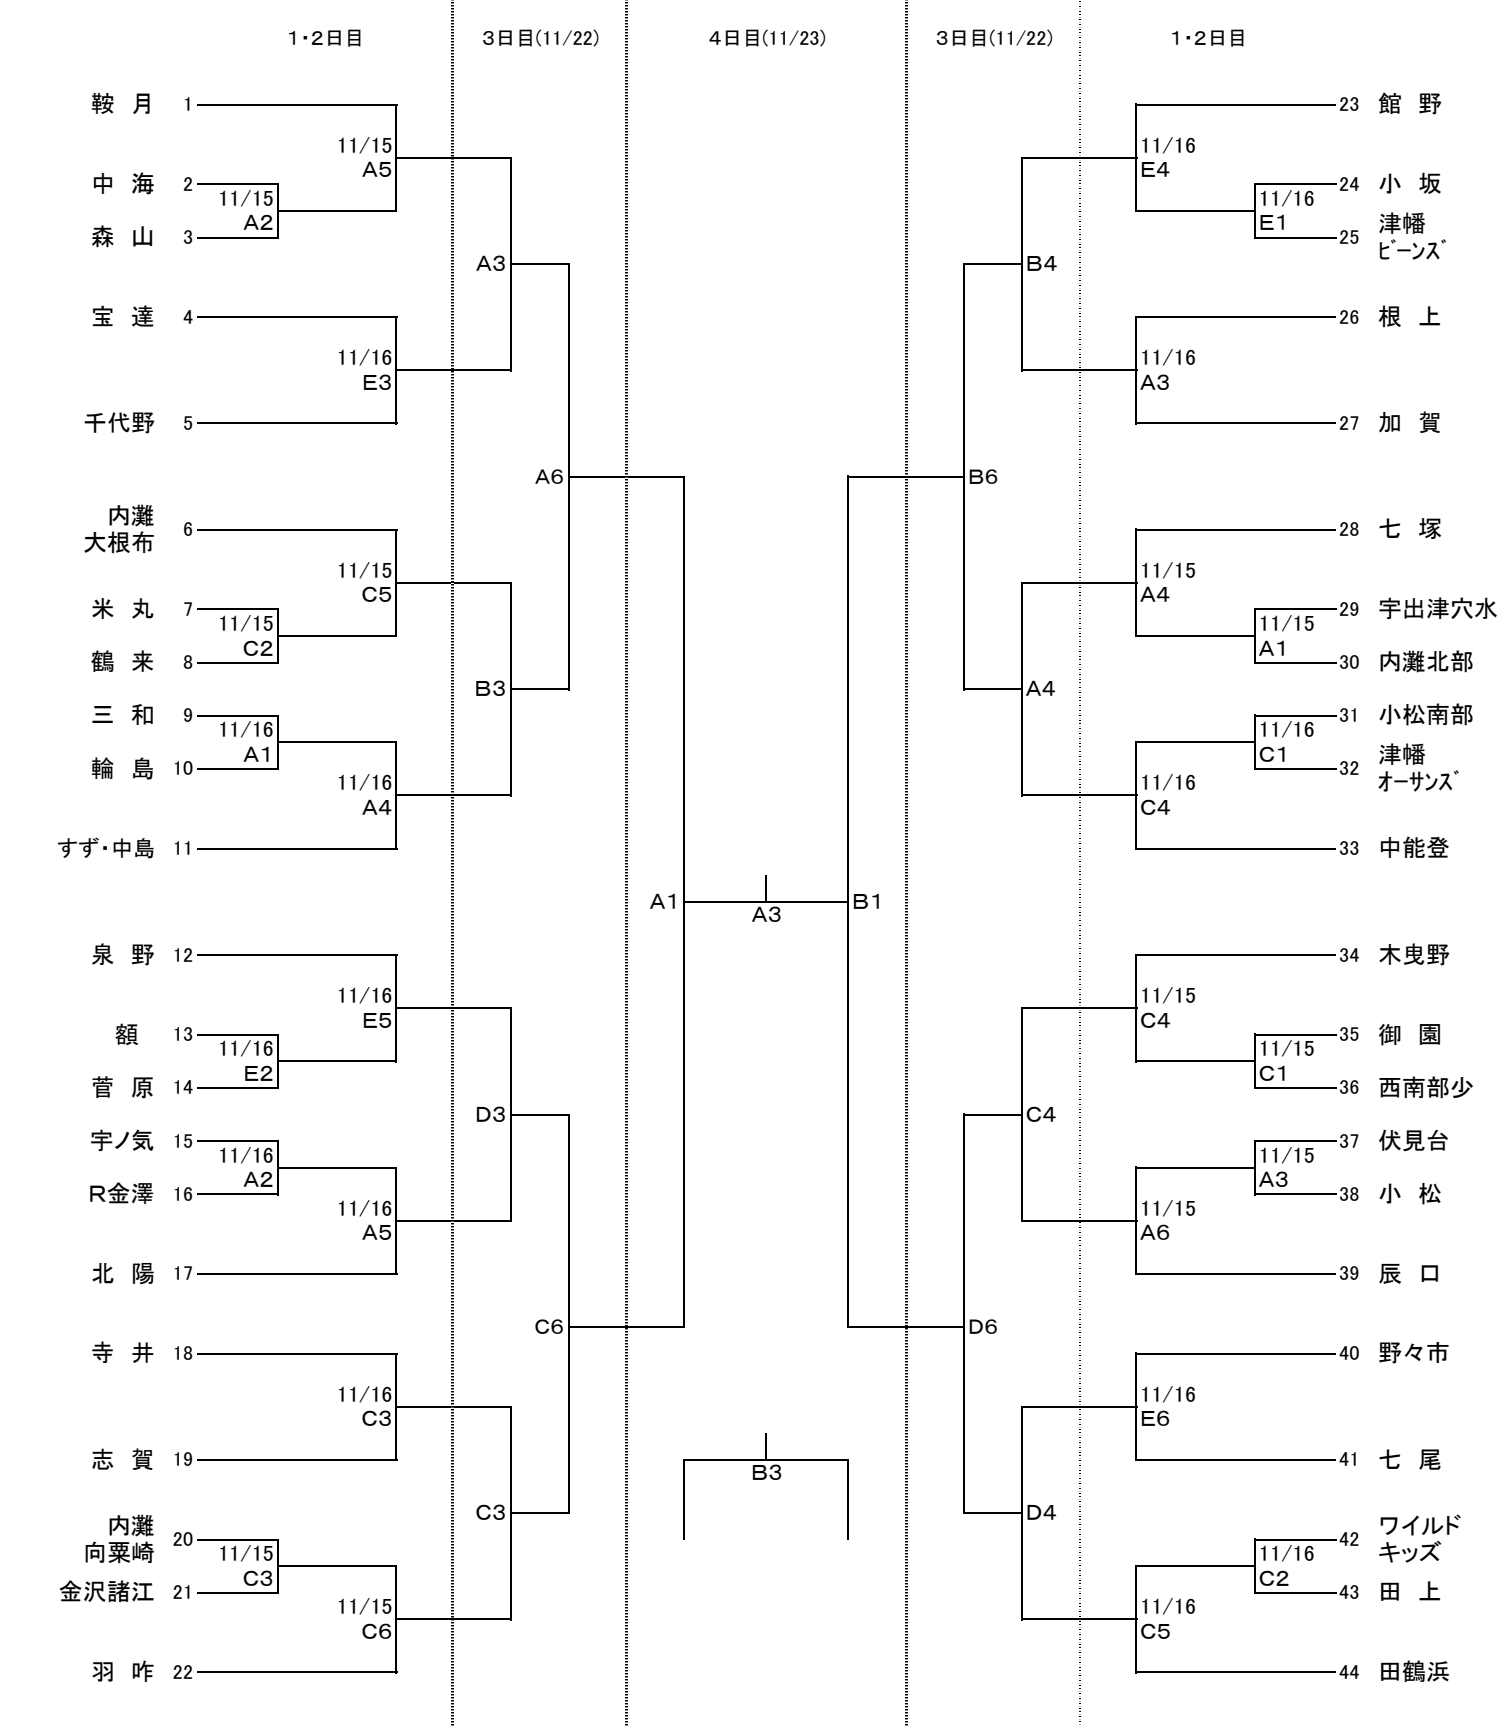 1・2日目
3日目(11/22)
4日目(11/23)
3日目(11/22)
1・2日目
鞍 月 1
11/15
A5
中 海 2
11/15
A2
森 山 3
A3
宝 達 4
11/16
E3
千代野 5
A6
内灘
大根布
6
11/15
C5
米 丸 7
11/15
C2
鶴 来 8
B3
三 和 9
11/16
A1
輪 島 10
11/16
A4
すず・中島 11
A1
泉 野 12
11/16
E5
額 13
11/16
E2
菅 原 14
D3
宇ノ気 15
11/16
A2
R金澤 16
11/16
A5
北 陽 17
C6
寺 井 18
11/16
C3
志 賀 19
C3
内灘
向粟崎
20
11/15
C3
金沢諸江 21
11/15
C6
羽 咋 22
A3
B3
23 館 野
11/16
E4
24 小 坂
11/16
E1
25
津幡
ビーンズ
B4
26 根 上
11/16
A3
27 加 賀
B6
28 七 塚
11/15
A4
29 宇出津穴水
11/15
A1
30 内灘北部
A4
31 小松南部
11/16
C1
32
津幡
オーサンズ
11/16
C4
33 中能登
B1
34 木曳野
11/15
C4
35 御 園
11/15
C1
36 西南部少
C4
37 伏見台
11/15
A3
38 小 松
11/15
A6
39 辰 口
D6
40 野々市
11/16
E6
41 七 尾
D4
42
ワイルド
キッズ
11/16
C2
43 田 上
11/16
C5
44 田鶴浜